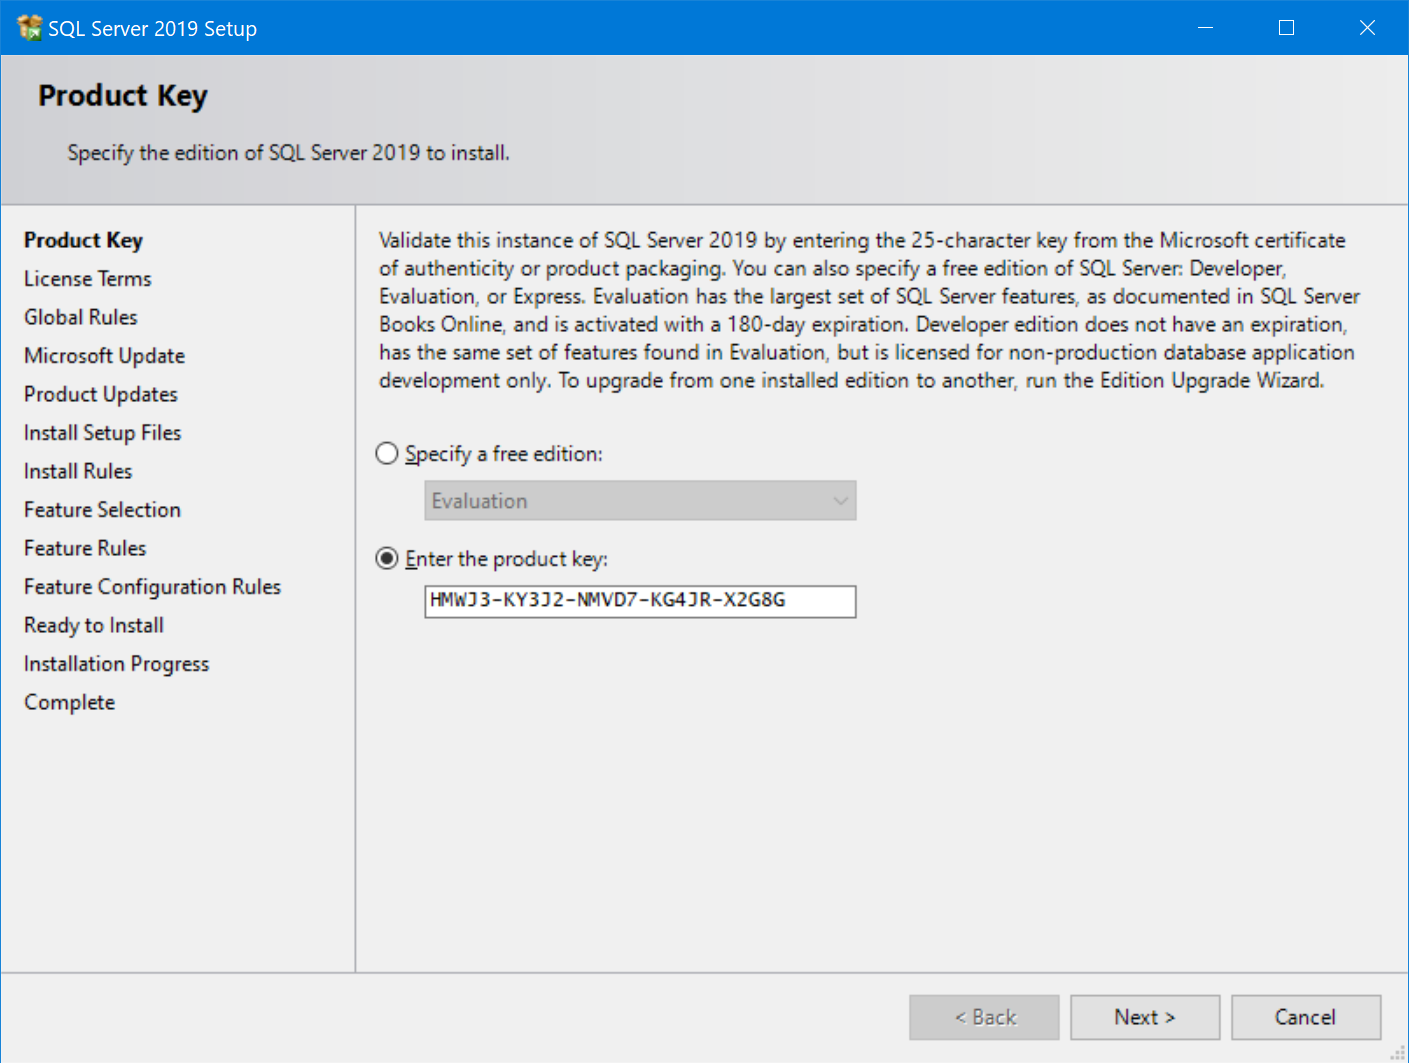 SQL Server 2019 Setup
Product Key
Specify the edition of SQL Server 2019 to install.
Product Key
License Terms
Global Rules
Microsoft Update
Product Updates
Install Setup Files
Install Rules
Feature Selection
Feature Rules
Feature Configuration Rules
Ready to Install
Installation Progress
Complete
Validate this instance of SQL Server 2019 by entering the 25-character key from the Microsoft certificate
of authenticity or product packaging. You can also specify a free edition of SQL Server: Developer,
Evaluation, or Express. Evaluation has the largest set of SQL Server features, as documented in SQL Server
Books Online, and is activated with a 180-day expiration. Developer edition does not have an expiration,
has the same set of features found in Evaluation, but is licensed for non-production database application
development only. To upgrade from one installed edition to another, run the Edition Upgrade Wizard.
Specify a free edition:
Evaluation
Enter the product key:
HMWJ3-KY3J2-NMVD7-KG4JR-X2G8G
< Back
Next >
Cancel